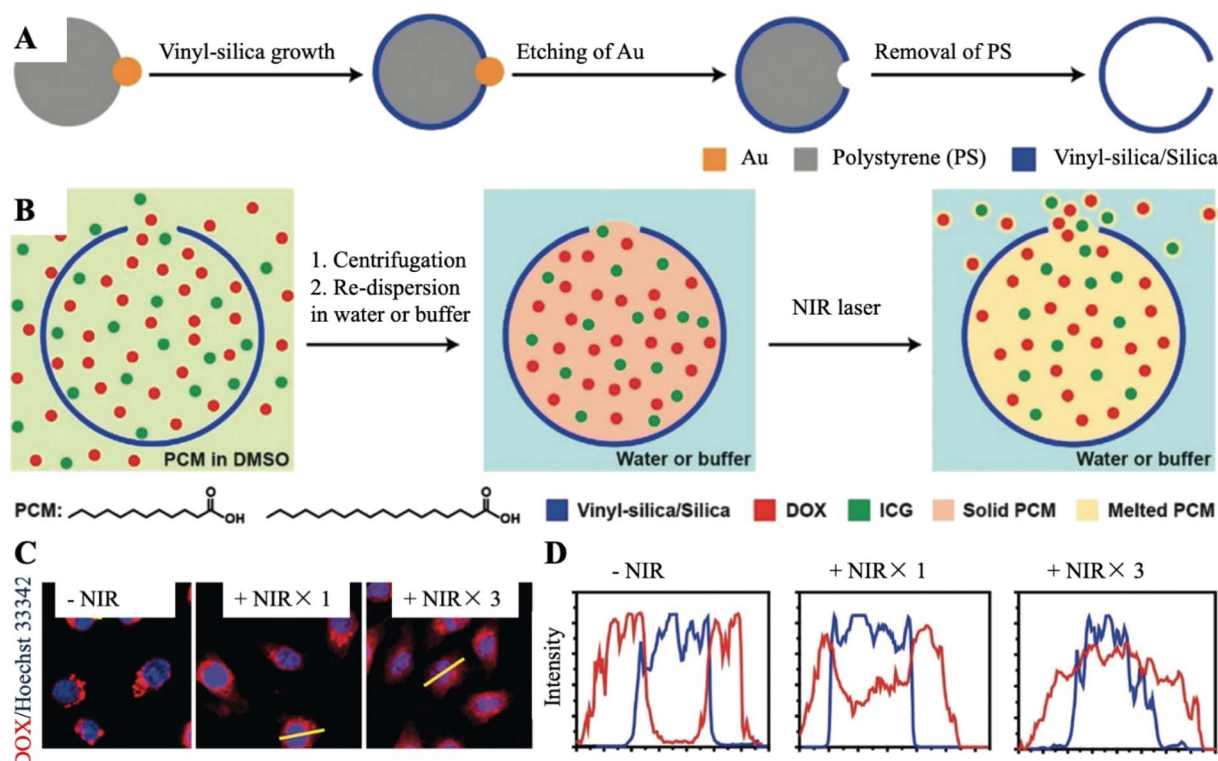 A
Vinyl-silica growth
Etching of Au
Removal of PS
Au
Polystyrene (PS)
Vinyl-silica/Silica
B
PCM in DMSO
1. Centrifugation
2. Re-dispersion
in water or buffer
Water or buffer
NIR laser
Water or buffer
PCM:
O
OH
O
OH
Vinyl-silica/Silica
DOX
ICG
Solid PCM
Melted PCM
C
DOX/Hoechst 33342
- NIR
+ NIR× 1
+ NIR× 3
D
Intensity
- NIR
+ NIR× 1
+ NIR× 3